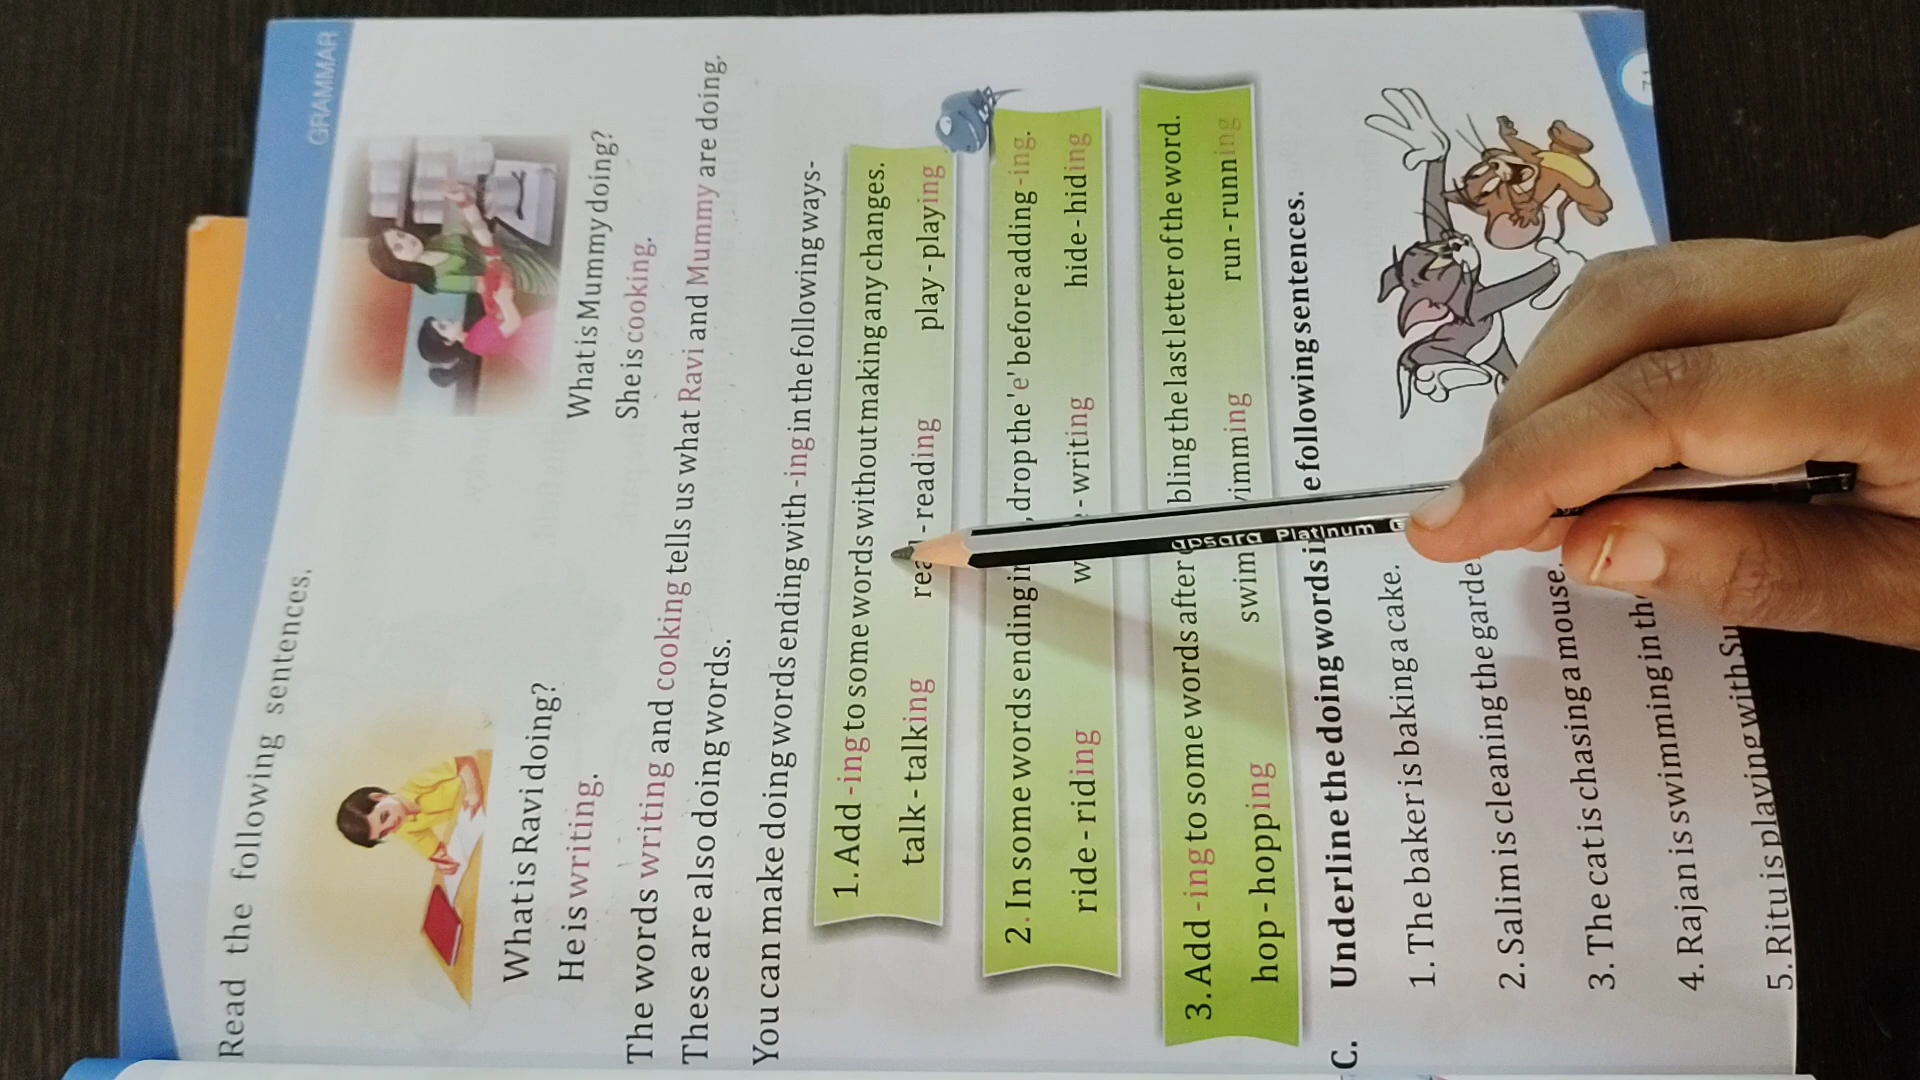 GRAMMAR
Read the following sentences.
What is Ravi doing?
He is writing.
What is Mummy doing?
She is cooking.
The words writing and cooking tells us what Ravi and Mummy are doing.
These are also doing words.
You can make doing words ending with -ing in the following ways-
1. Add -ing to some words without making any changes.
talk - talking - reading play - playing
2. In some words ending in , drop the 'e' before adding -ing.
ride - riding - writing hide - hiding
3. Add -ing to some words after the last letter of the word.
hop - hopping swim run - running
C. Underline the doing words following sentences.
1. The baker is baking a cake.
2. Salim is cleaning the
3. The cat is chasing a mouse.
4. Rajan is swimming in
5. Ritu is playing with
apsara Platinum
71